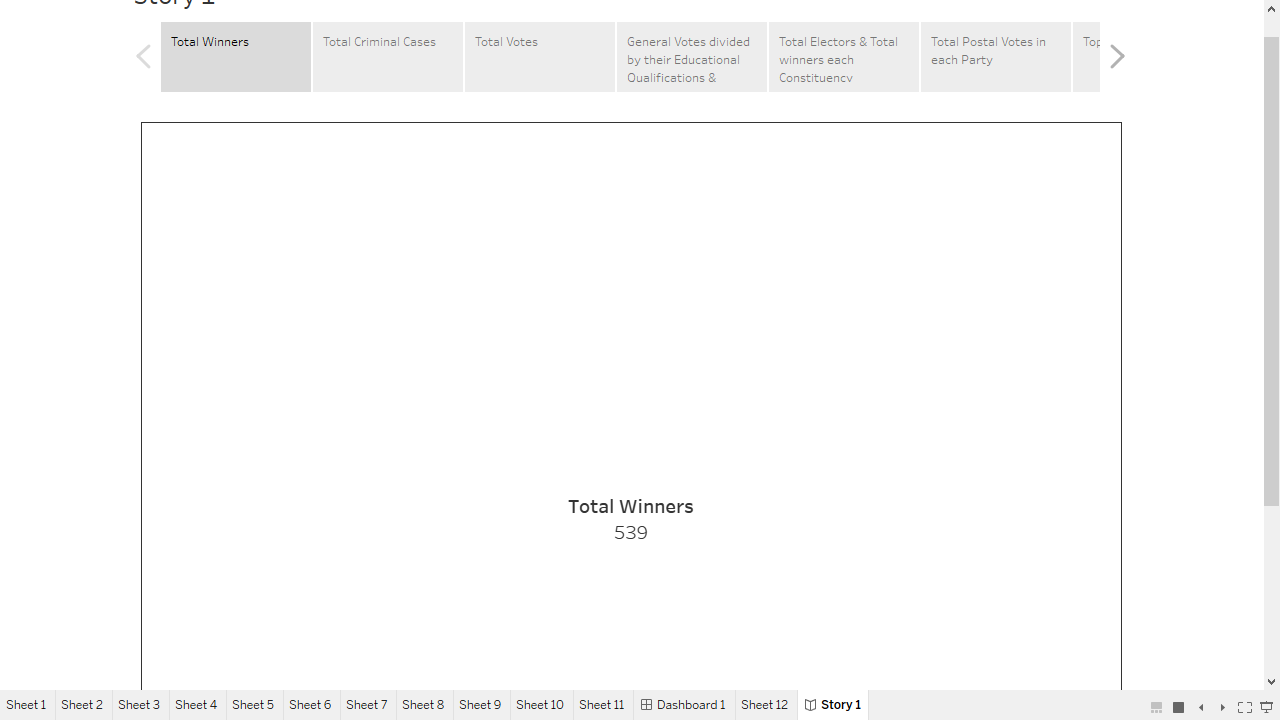 Story 1
Total Winners
Total Criminal Cases
Total Votes
General Votes divided
by their Educational
Qualifications &
Total Electors & Total
winners each
Constituency
Total Postal Votes in
each Party
Top
Total Winners
539
Sheet 1
Sheet 2
Sheet 3
Sheet 4
Sheet 5
Sheet 6
Sheet 7
Sheet 8
Sheet 9
Sheet 10
Sheet 11
Dashboard 1
Sheet 12
Story 1